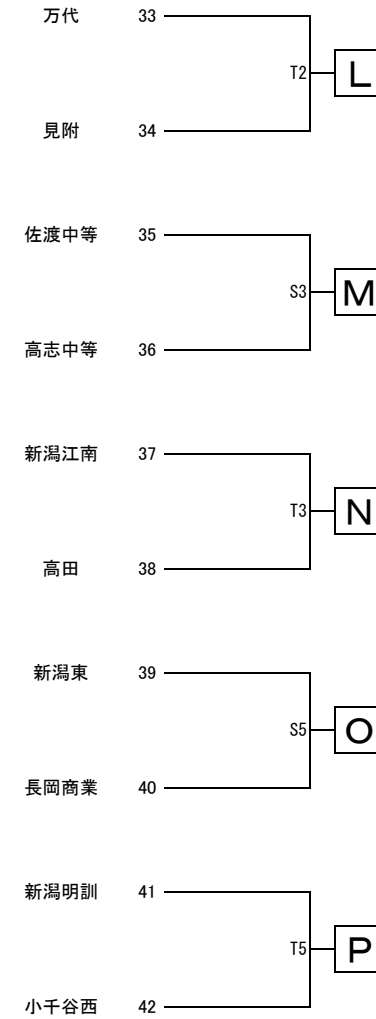 万代 33
T2 L
見附 34
佐渡中等 35
S3 M
高志中等 36
新潟江南 37
T3 N
高田 38
新潟東 39
S5 O
長岡商業 40
新潟明訓 41
T5 P
小千谷西 42